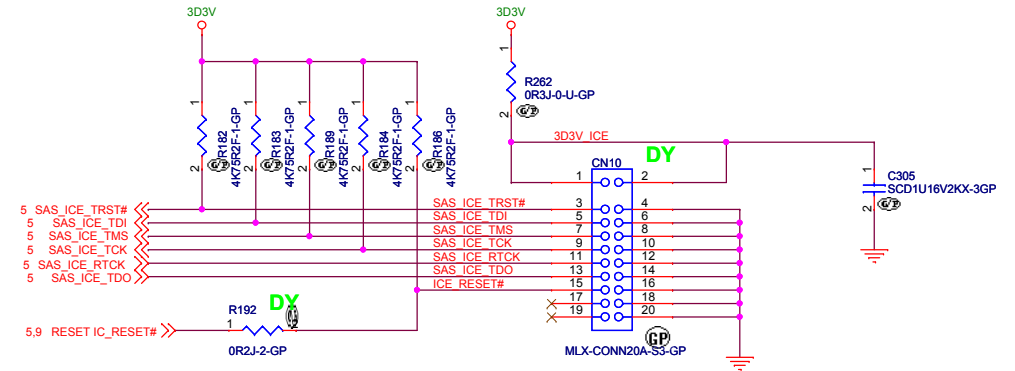 3D3V
3D3V
1
R262
0R3J-0-U-GP
2
G/P
3D3V_ICE
1
1
1
1
1
R182
4K75R2F-1-GP
R183
4K75R2F-1-GP
R189
4K75R2F-1-GP
R184
4K75R2F-1-GP
R186
4K75R2F-1-GP
2
G/P
2
G/P
2
G/P
2
G/P
2
G/P
DY
CN10
1
2
1
C305
SCD1U16V2KX-3GP
2
G/P
5 SAS_ICE_TRST#
SAS_ICE_TRST#
3
4
5 SAS_ICE_TDI
SAS_ICE_TDI
5
6
5 SAS_ICE_TMS
SAS_ICE_TMS
7
8
5 SAS_ICE_TCK
SAS_ICE_TCK
9
10
5 SAS_ICE_RTCK
SAS_ICE_RTCK
11
12
5 SAS_ICE_TDO
SAS_ICE_TDO
13
14
ICE_RESET#
15
16
17
18
19
20
DY
R192
5,9 RESET IC_RESET#
1
2
0R2J-2-GP
GP
MLX-CONN20A-S3-GP